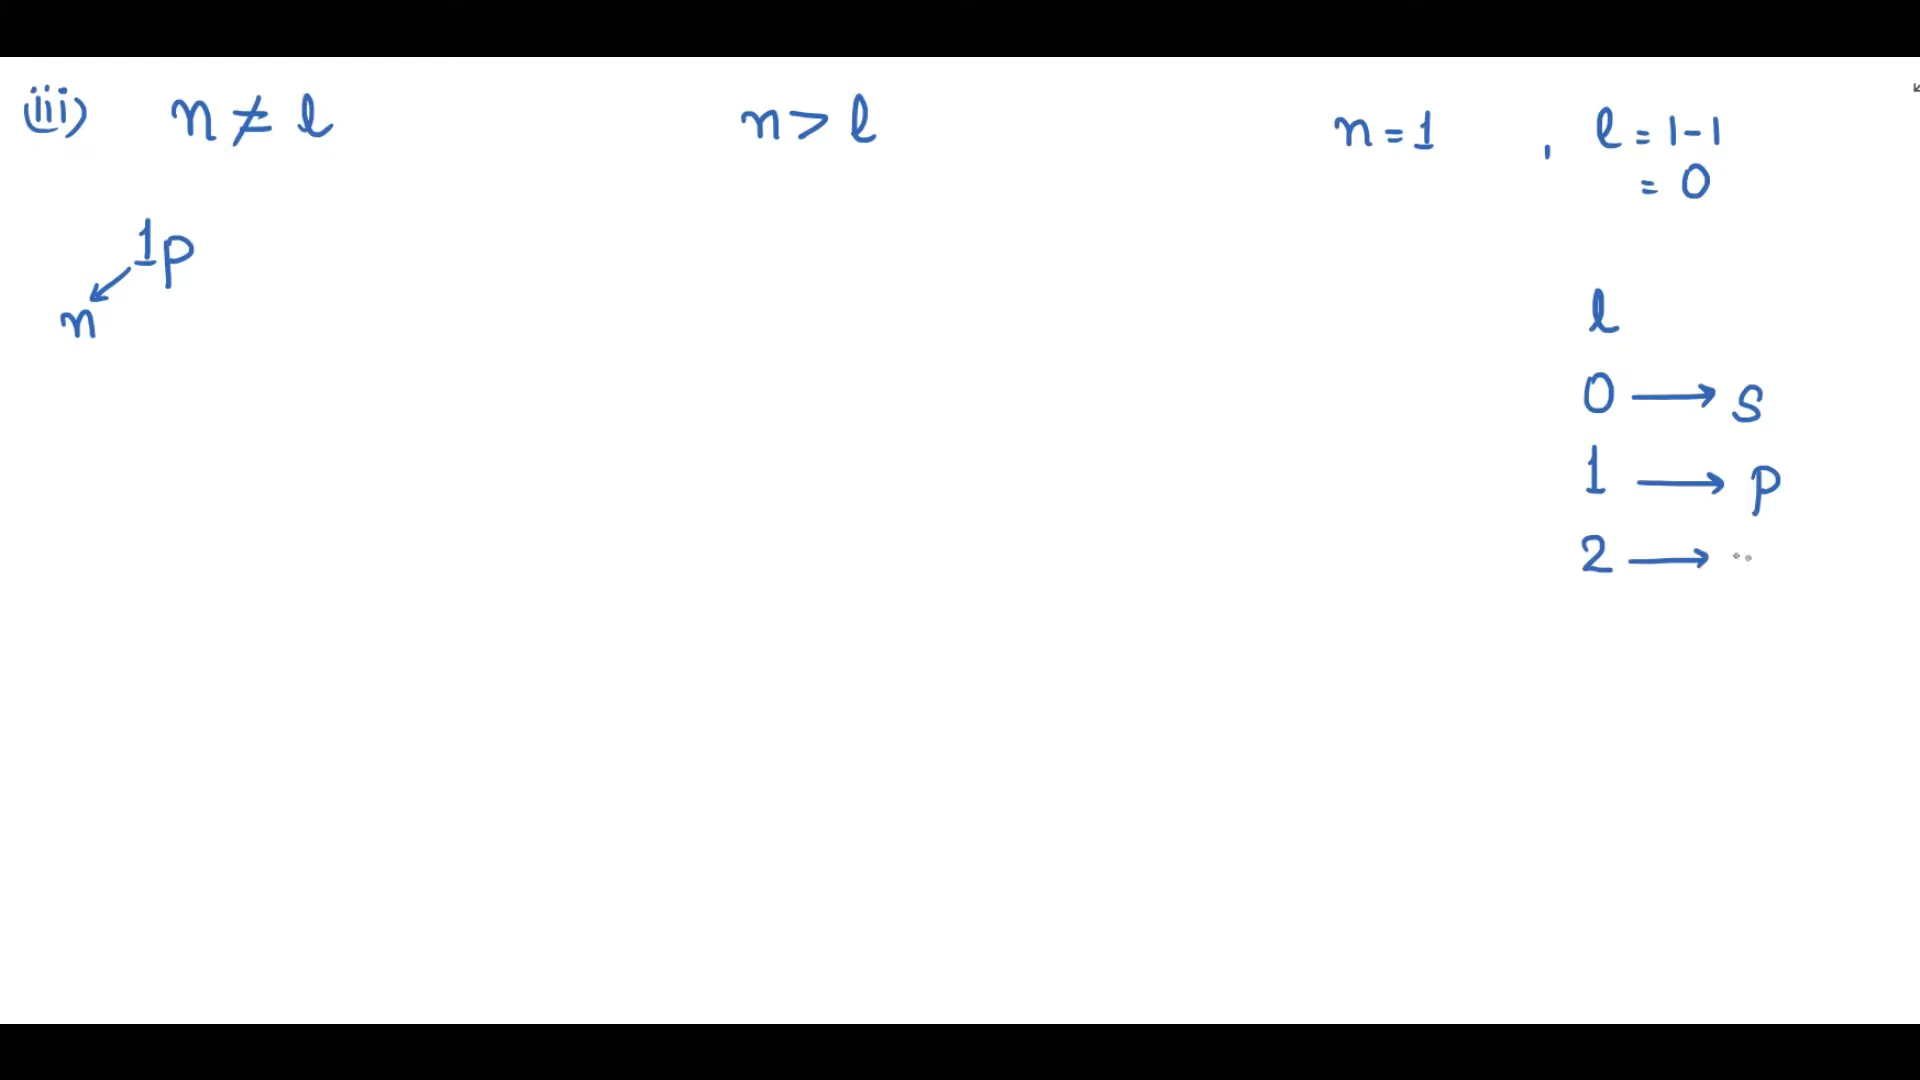 (iii) n ≠ l n > l n = 1 , l = 1 - 1
= 0
1p
n
l
0 → s
1 → p
2 →